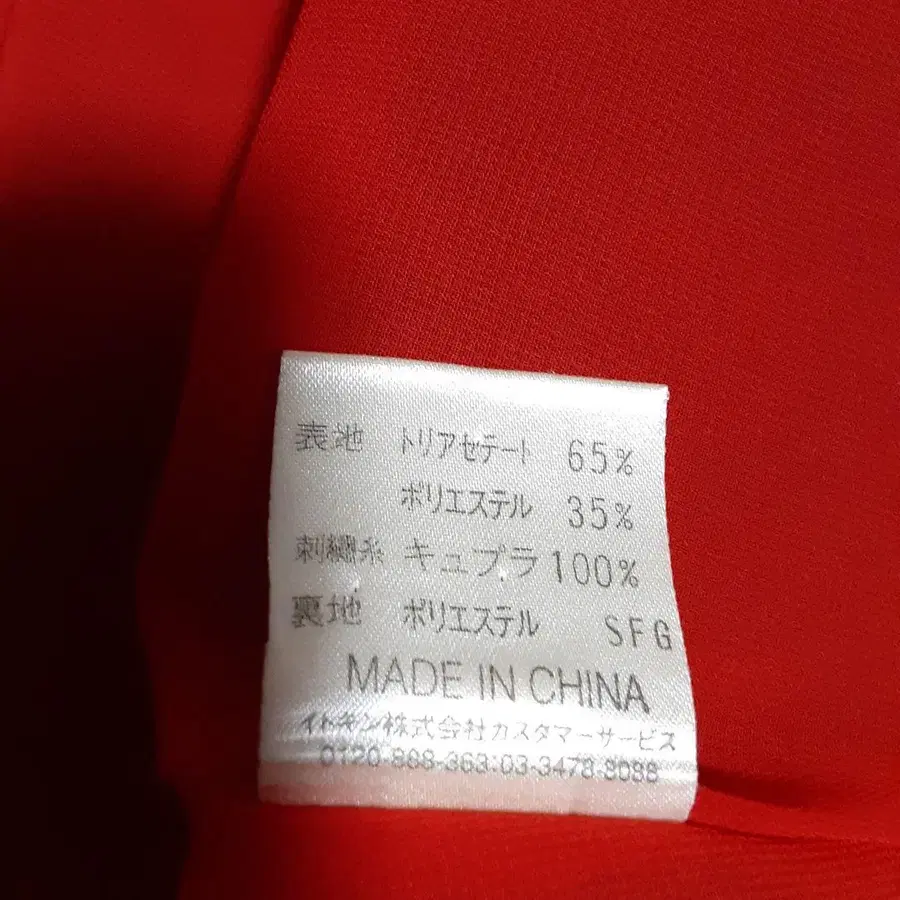 表地 トリアセテート 65%
ポリエステル 35%
刺繍糸 キュプラ 100%
裏地 ポリエステル SFG
MADE IN CHINA
イトキン株式会社カスタマーサービス
0120-888-363:03-3478-8088